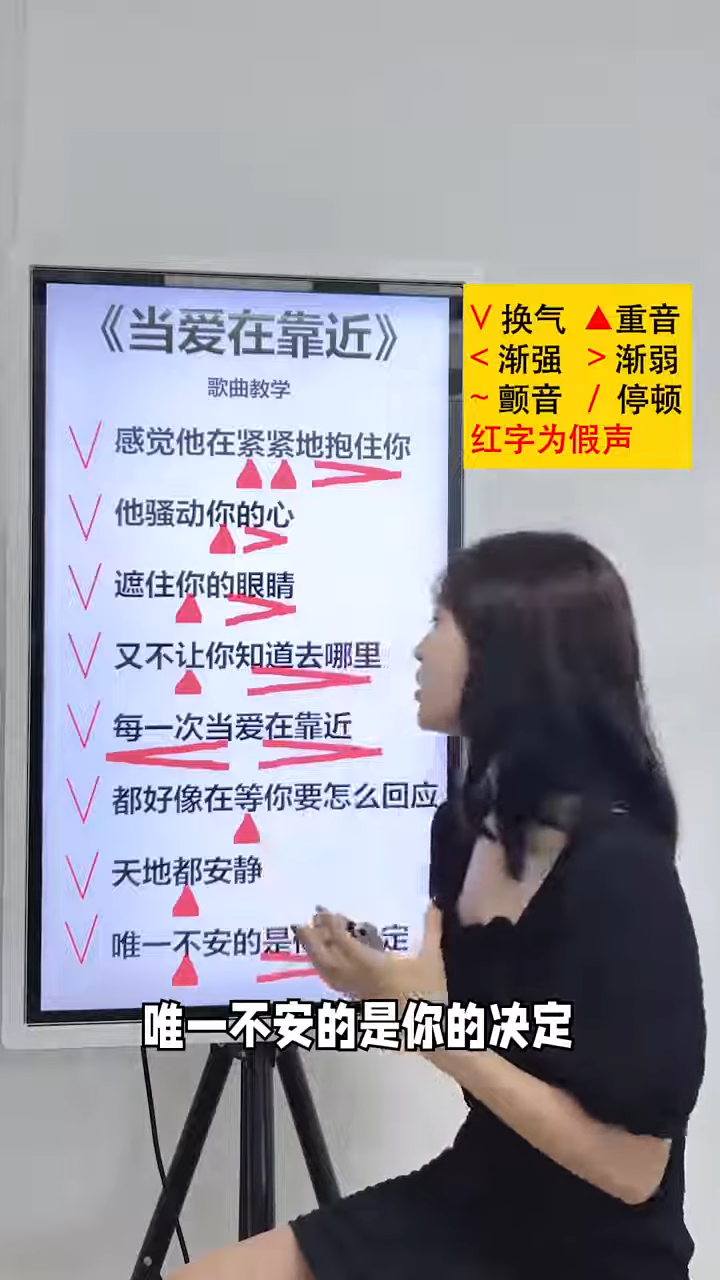 《当爱在靠近》
歌曲教学
∨ 感觉他在紧紧地抱住你
∨ 他骚动你的心
∨ 遮住你的眼睛
∨ 又不让你知道去哪里
∨ 每一次当爱在靠近
∨ 都好像在等你要怎么回应
∨ 天地都安静
∨ 唯一不安的是 定
∨ 换气 ▲重音
< 渐强 > 渐弱
~ 颤音 / 停顿
红字为假声
唯一不安的是你的决定